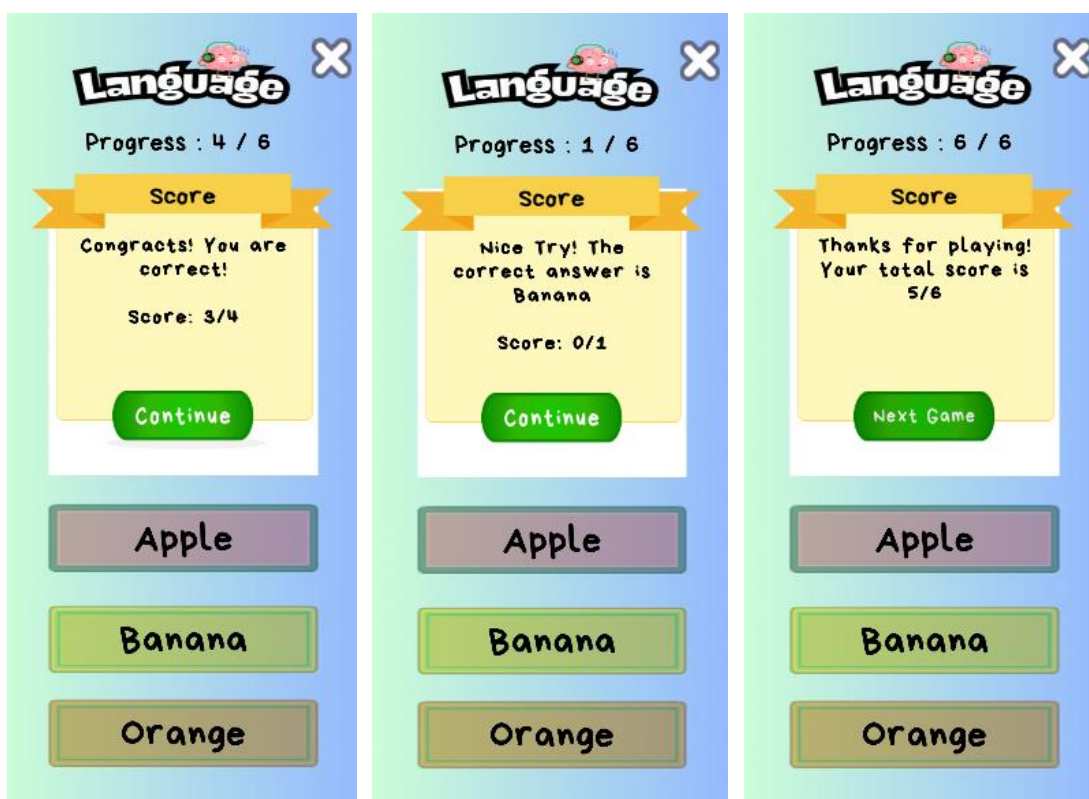 Language
Progress : 4 / 6
Score
Congracts! You are
correct!
Score: 3/4
Continue
Apple
Banana
Orange
Language
Progress : 1 / 6
Score
Nice Try! The
correct answer is
Banana
Score: 0/1
Continue
Apple
Banana
Orange
Language
Progress : 6 / 6
Score
Thanks for playing!
Your total score is
5/6
Next Game
Apple
Banana
Orange